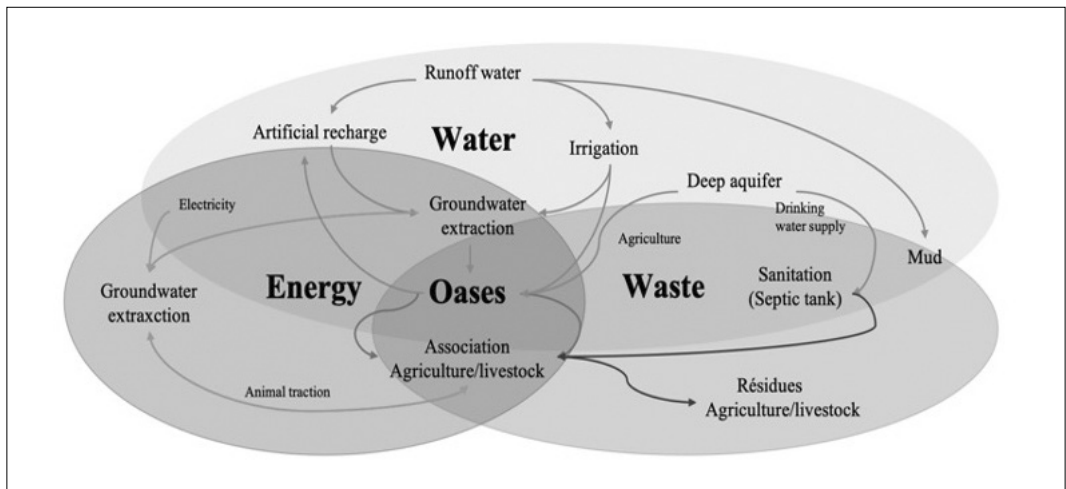 Runoff water
Artificial recharge
Water
Irrigation
Deep aquifer
Electricity
Groundwater
extraction
Drinking
water supply
Agriculture
Mud
Groundwater
extraxction
Energy
Oases
Waste
Sanitation
(Septic tank)
Association
Agriculture/livestock
Animal traction
Résidues
Agriculture/livestock